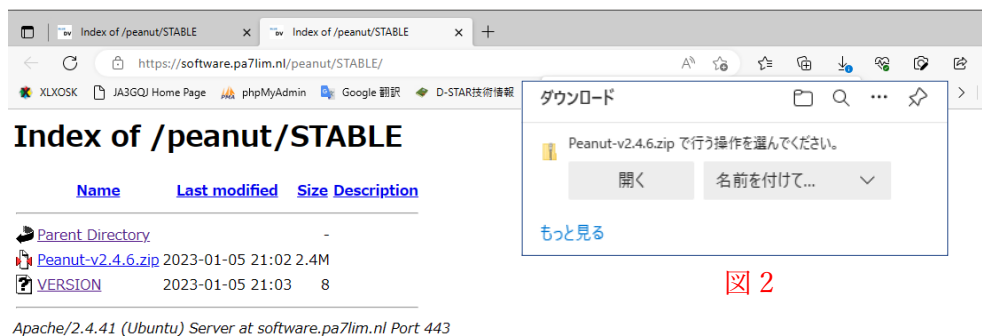 Index of /peanut/STABLE
Index of /peanut/STABLE
https://software.pa7lim.nl/peanut/STABLE/
XLXOSK JA3GQJ Home Page phpMyAdmin Google 翻訳 D-STAR技術情報
ダウンロード
Peanut-v2.4.6.zip で行う操作を選んでください。
開く 名前を付けて...
もっと見る
図 2
Index of /peanut/STABLE
Name Last modified Size Description
Parent Directory -
Peanut-v2.4.6.zip 2023-01-05 21:02 2.4M
VERSION 2023-01-05 21:03 8
Apache/2.4.41 (Ubuntu) Server at software.pa7lim.nl Port 443